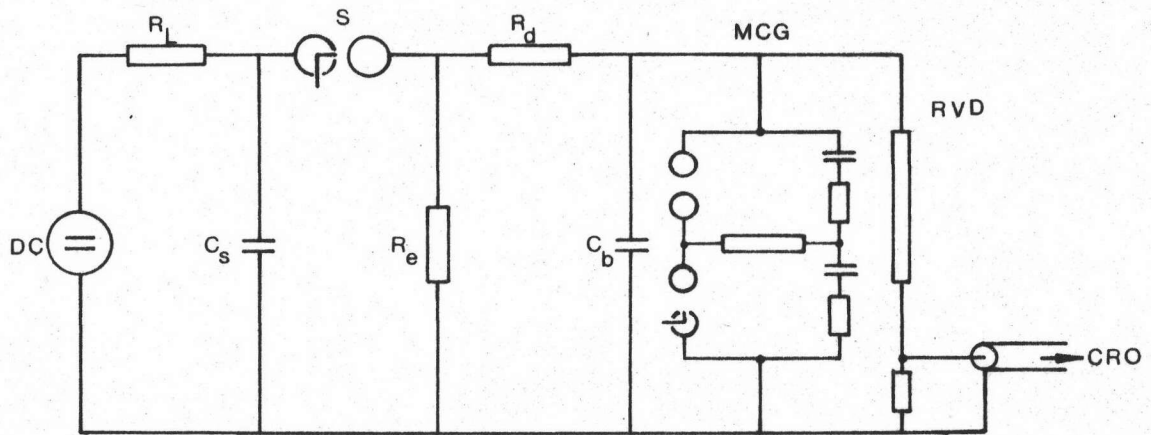 R_L
S
R_d
MCG
RVD
DC
C_s
R_e
C_b
CRO